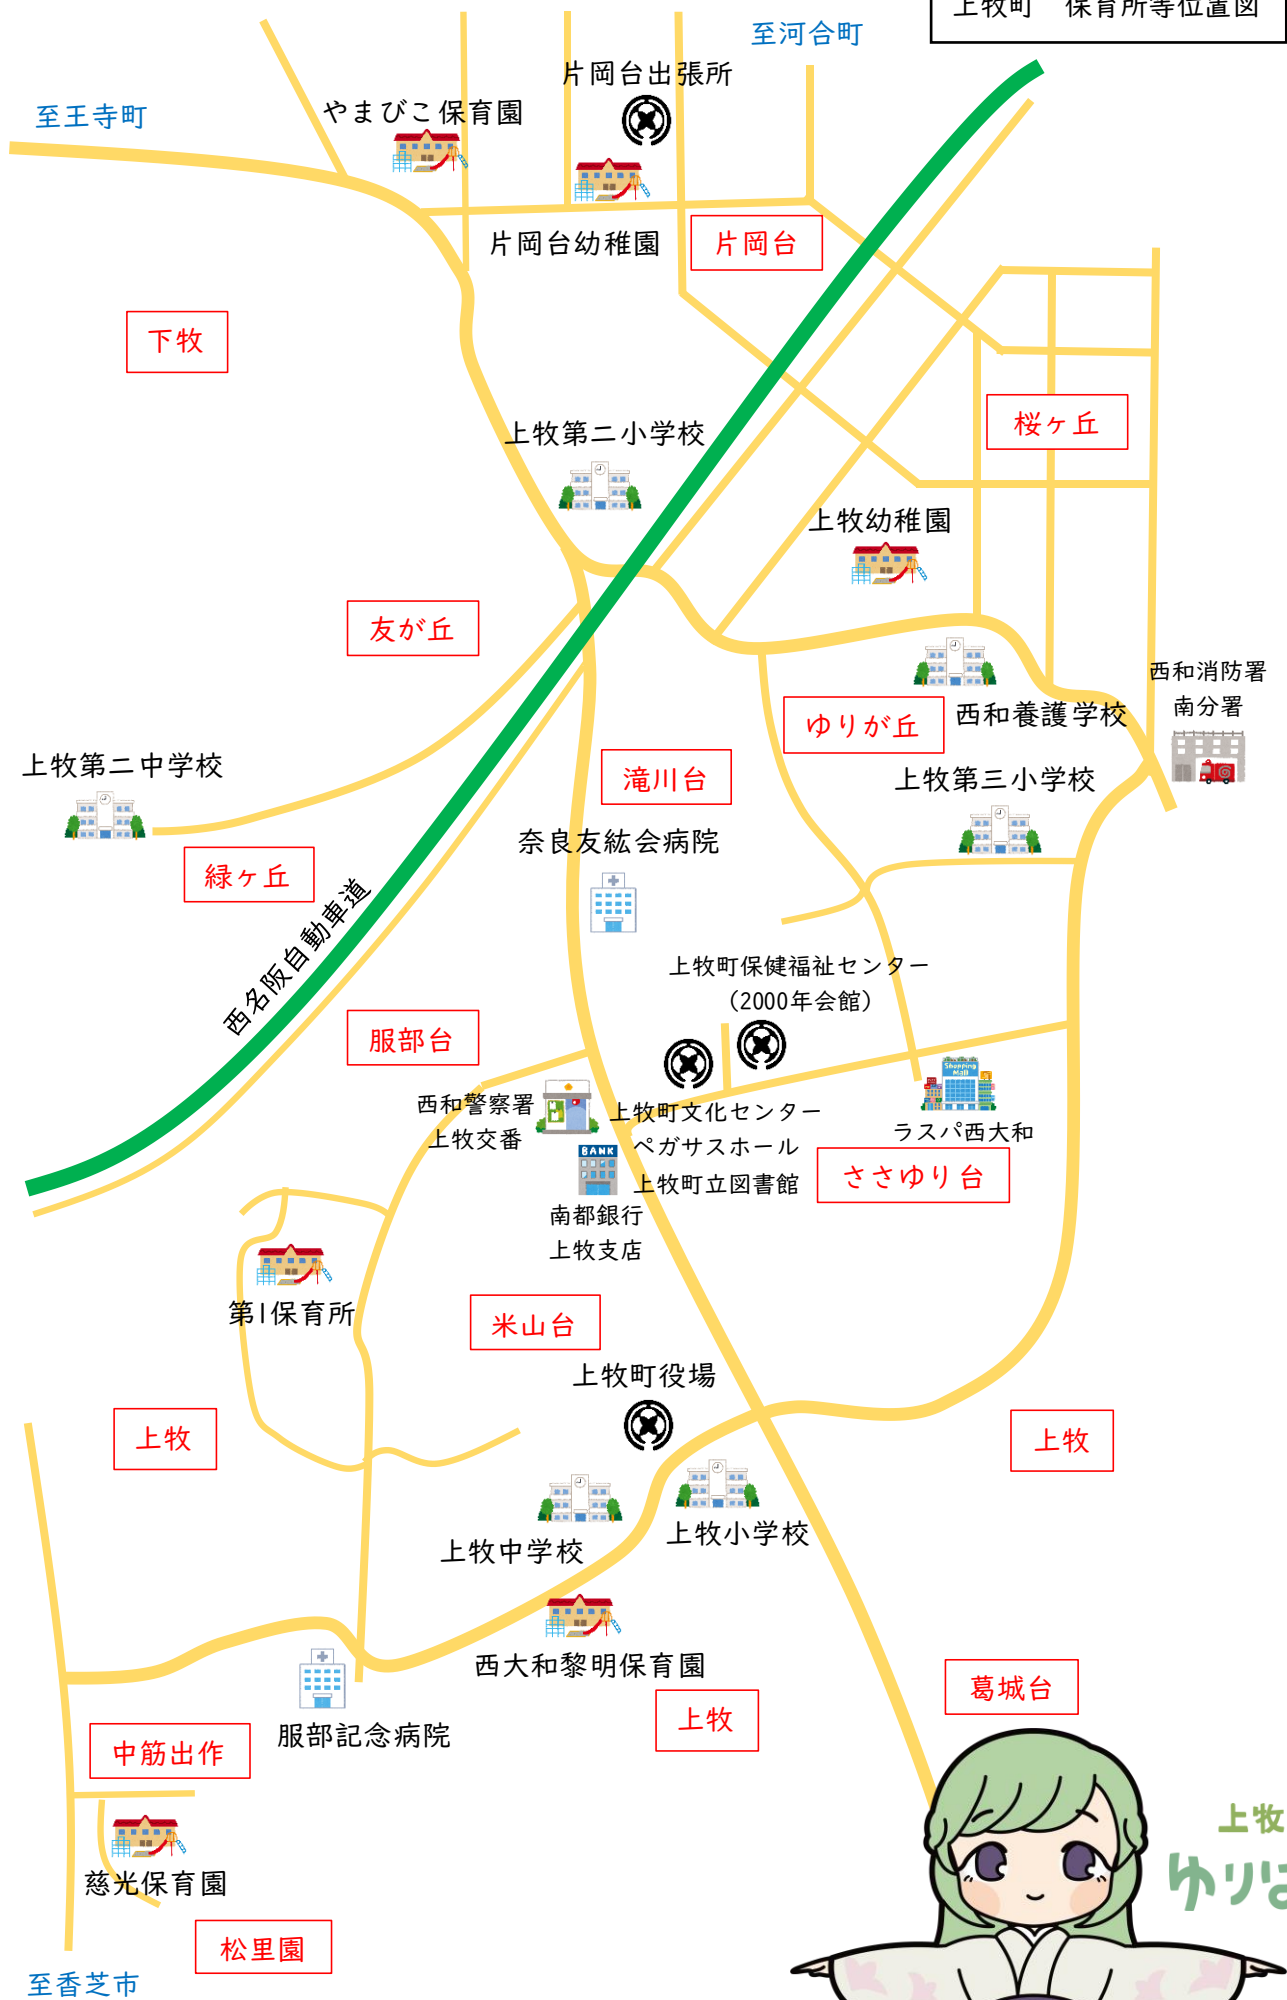 上牧町　保育所等位置図
至河合町
片岡台出張所
至王寺町
やまびこ保育園
片岡台幼稚園
片岡台
下牧
桜ヶ丘
上牧第二小学校
上牧幼稚園
友が丘
西和消防署
南分署
ゆりが丘
西和養護学校
上牧第二中学校
滝川台
上牧第三小学校
奈良友紘会病院
緑ヶ丘
西名阪自動車道
上牧町保健福祉センター
（2000年会館）
服部台
Shopping
Mall
西和警察署
上牧交番
上牧町文化センター
ペガサスホール
上牧町立図書館
ラスパ西大和
BANK
ささゆり台
南都銀行
上牧支店
第1保育所
米山台
上牧町役場
上牧
上牧
上牧小学校
上牧中学校
西大和黎明保育園
葛城台
上牧
服部記念病院
中筋出作
上牧
ゆりは
慈光保育園
松里園
至香芝市